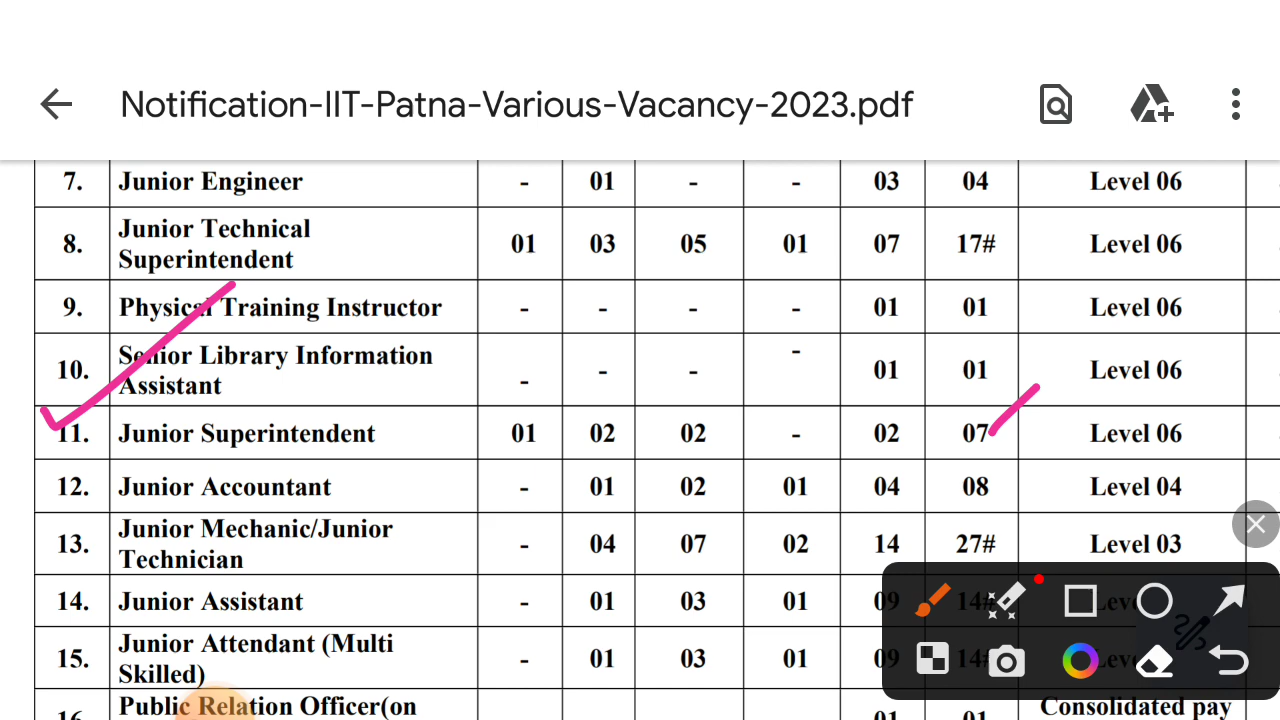 Notification-IIT-Patna-Various-Vacancy-2023.pdf
7. Junior Engineer - 01 - - 03 04 Level 06
8. Junior Technical Superintendent 01 03 05 01 07 17# Level 06
9. Physical Training Instructor - - - - 01 01 Level 06
10. Senior Library Information Assistant - - - - 01 01 Level 06
11. Junior Superintendent 01 02 02 - 02 07 Level 06
12. Junior Accountant - 01 02 01 04 08 Level 04
13. Junior Mechanic/Junior Technician - 04 07 02 14 27# Level 03
14. Junior Assistant - 01 03 01 09 14#
15. Junior Attendant (Multi Skilled) - 01 03 01 09 14#
16. Public Relation Officer(on 01 01 Consolidated pay